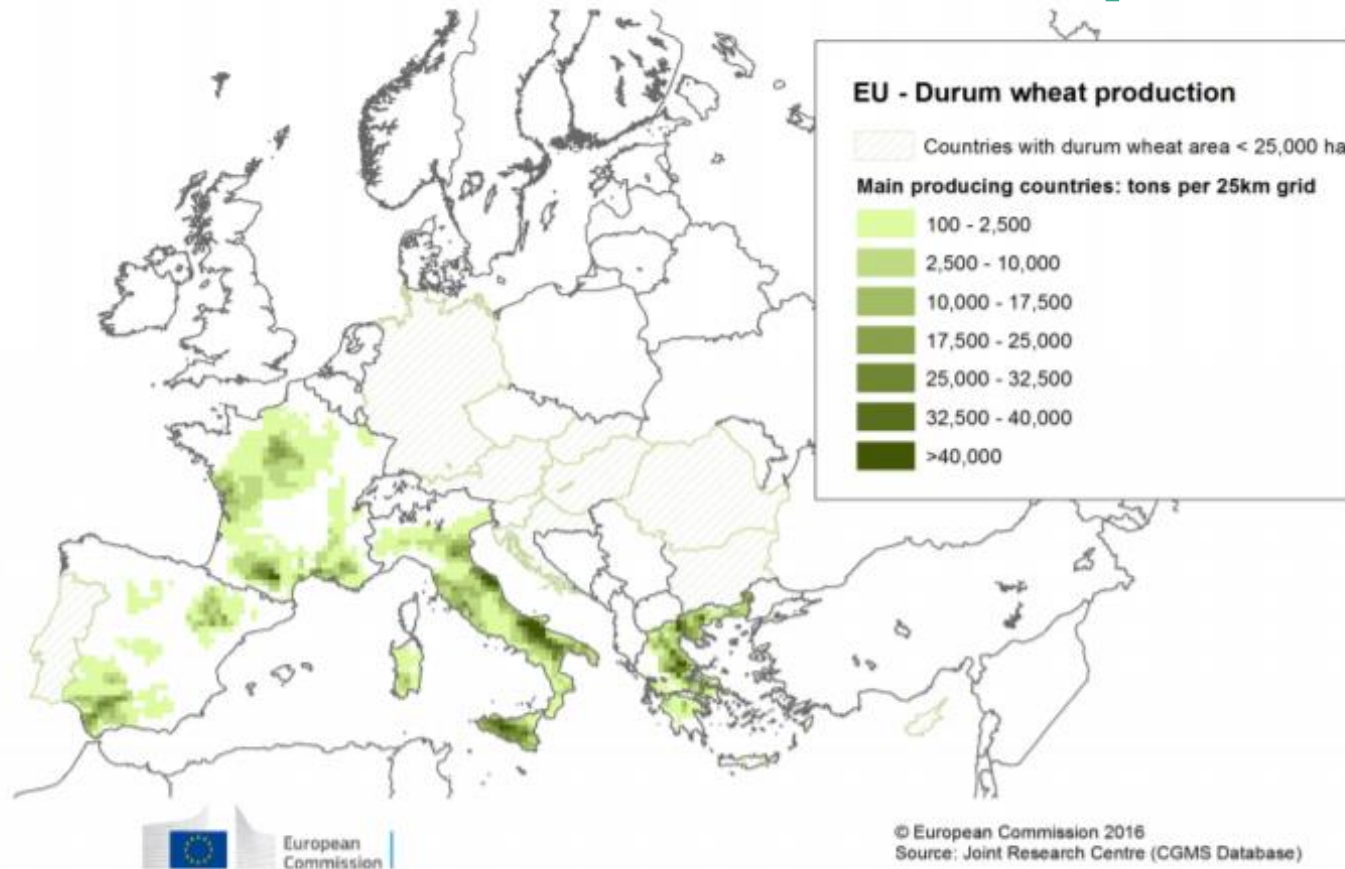 EU - Durum wheat production
Countries with durum wheat area < 25,000 ha
Main producing countries: tons per 25km grid
100 - 2,500
2,500 - 10,000
10,000 - 17,500
17,500 - 25,000
25,000 - 32,500
32,500 - 40,000
>40,000
European
Commission
© European Commission 2016
Source: Joint Research Centre (CGMS Database)